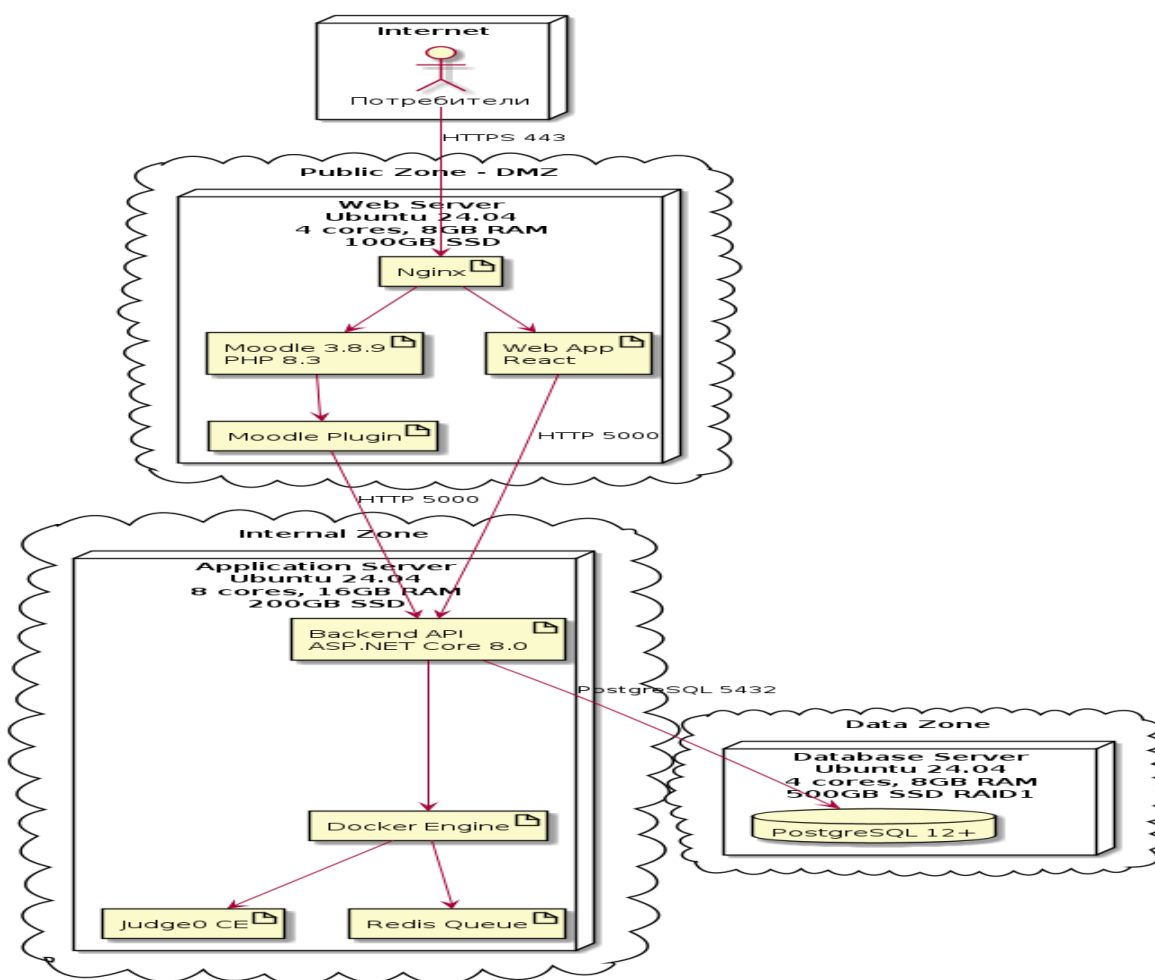 Internet
Потребители
HTTPS 443
Public Zone - DMZ
Web Server
Ubuntu 24.04
4 cores, 8GB RAM
100GB SSD
Nginx
Moodle 3.8.9
PHP 8.3
Web App
React
Moodle Plugin
HTTP 5000
HTTP 5000
Internal Zone
Application Server
Ubuntu 24.04
8 cores, 16GB RAM
200GB SSD
Backend API
ASP.NET Core 8.0
PostgreSQL 5432
Data Zone
Database Server
Ubuntu 24.04
4 cores, 8GB RAM
500GB SSD RAID1
PostgreSQL 12+
Docker Engine
Judge0 CE
Redis Queue